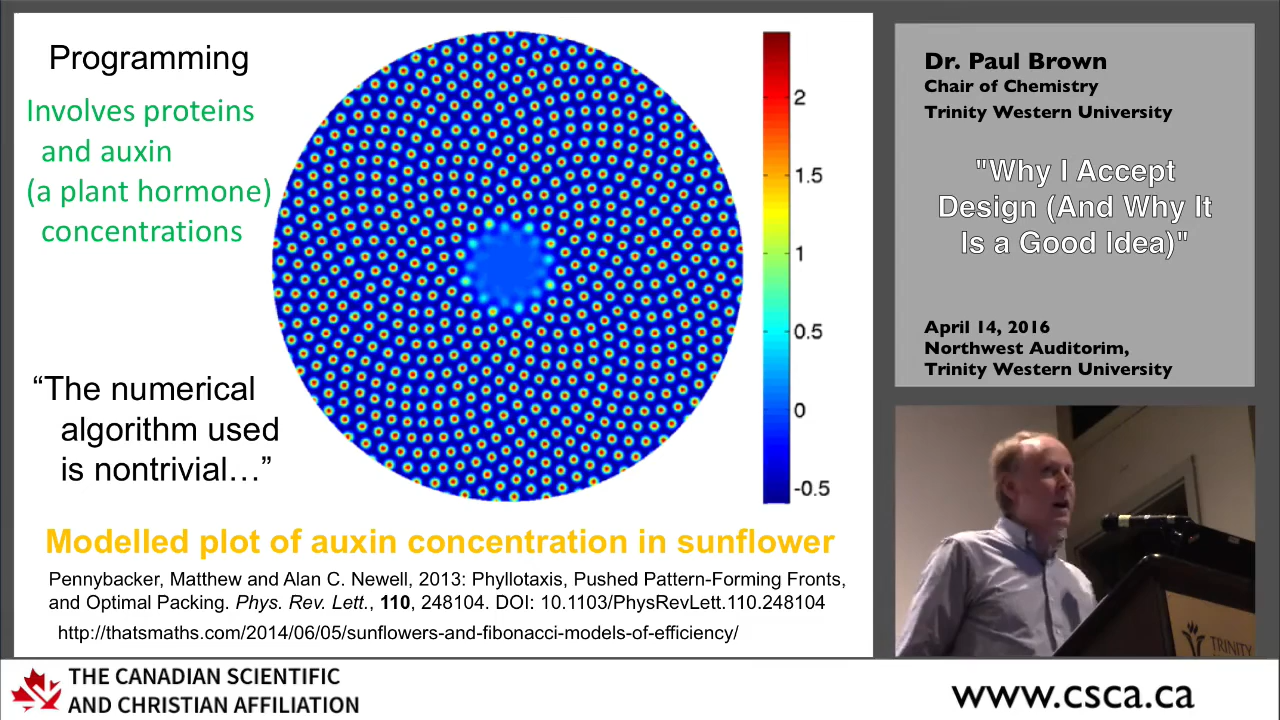 Programming
Involves proteins
and auxin
(a plant hormone)
concentrations
“The numerical
algorithm used
is nontrivial…”
2
1.5
1
0.5
0
-0.5
Modelled plot of auxin concentration in sunflower
Pennybacker, Matthew and Alan C. Newell, 2013: Phyllotaxis, Pushed Pattern-Forming Fronts,
and Optimal Packing. Phys. Rev. Lett., 110, 248104. DOI: 10.1103/PhysRevLett.110.248104
http://thatsmaths.com/2014/06/05/sunflowers-and-fibonacci-models-of-efficiency/
Dr. Paul Brown
Chair of Chemistry
Trinity Western University
"Why I Accept
Design (And Why It
Is a Good Idea)"
April 14, 2016
Northwest Auditorim,
Trinity Western University
TRINITY
THE CANADIAN SCIENTIFIC
AND CHRISTIAN AFFILIATION
www.csca.ca